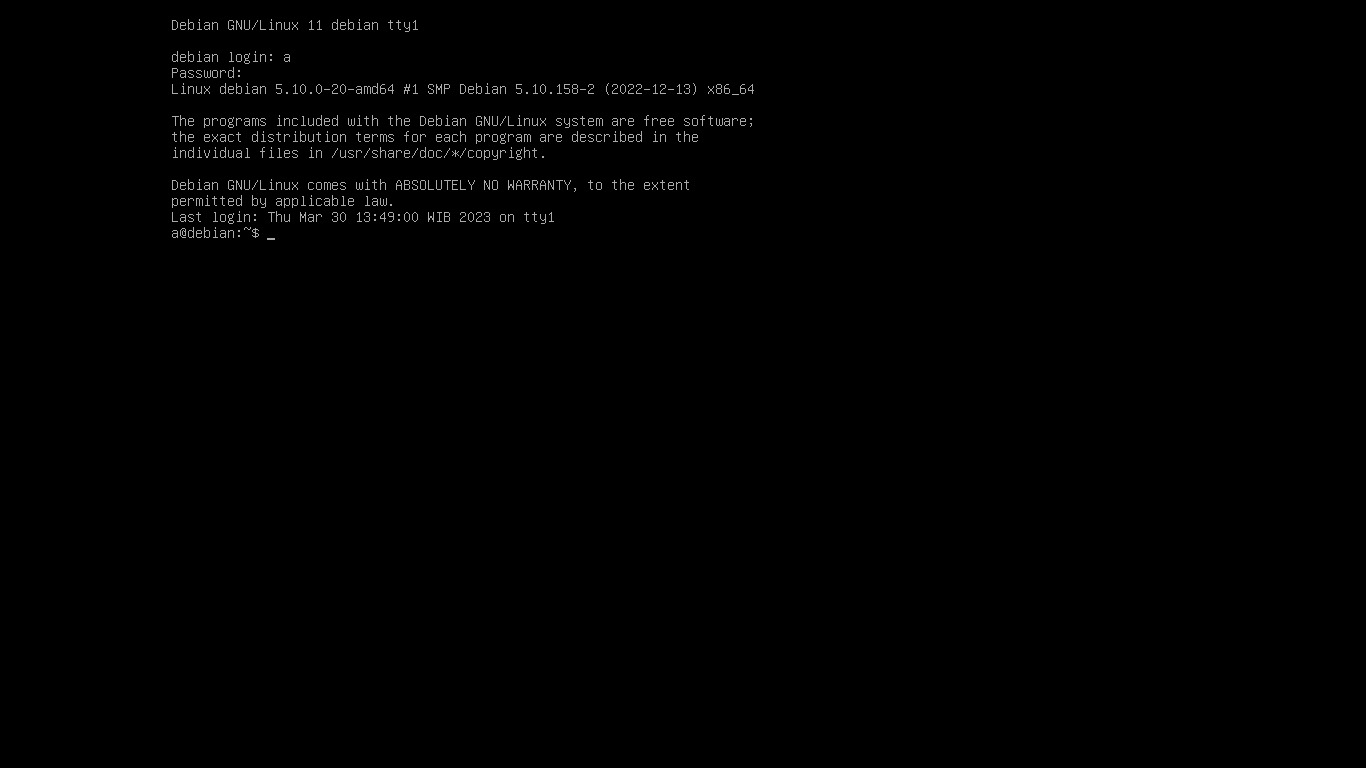 Debian GNU/Linux 11 debian tty1
debian login: a
Password:
Linux debian 5.10.0-20-amd64 #1 SMP Debian 5.10.158-2 (2022-12-13) x86_64
The programs included with the Debian GNU/Linux system are free software;
the exact distribution terms for each program are described in the
individual files in /usr/share/doc/*/copyright.
Debian GNU/Linux comes with ABSOLUTELY NO WARRANTY, to the extent
permitted by applicable law.
Last login: Thu Mar 30 13:49:00 WIB 2023 on tty1
a@debian:~$ _